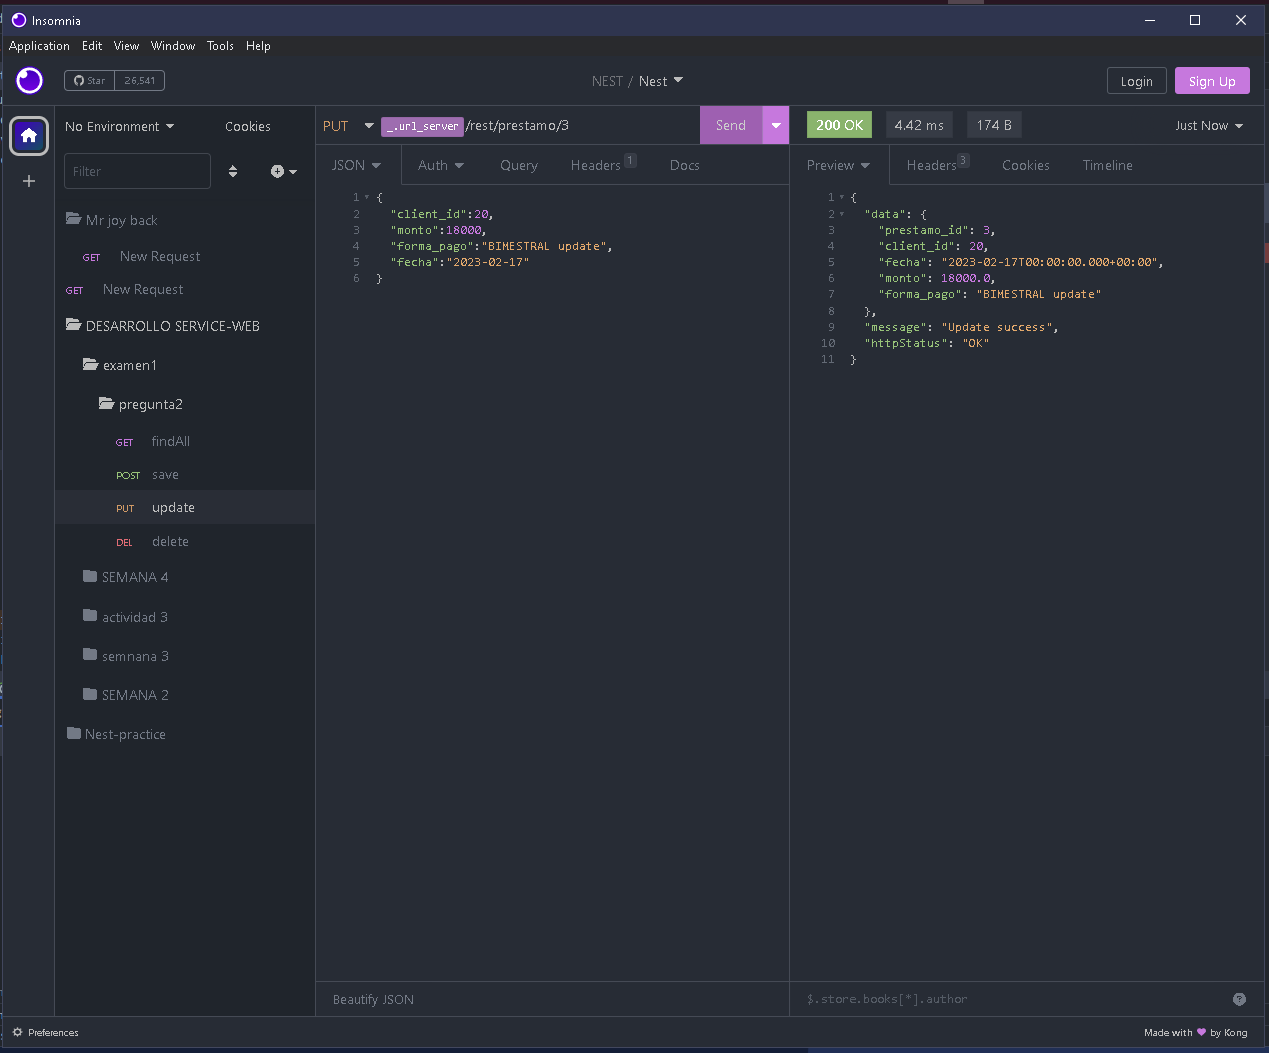 Insomnia
Application Edit View Window Tools Help
Star 26,541
NEST / Nest
Login Sign Up
No Environment Cookies
Filter
Mr joy back
GET New Request
GET New Request
DESARROLLO SERVICE-WEB
examen1
pregunta2
GET findAll
POST save
PUT update
DEL delete
SEMANA 4
actividad 3
semnana 3
SEMANA 2
Nest-practice
PUT _.url_server /rest/prestamo/3 Send
JSON Auth Query Headers 1 Docs
1 {
2 "client_id":20,
3 "monto":18000,
4 "forma_pago":"BIMESTRAL update",
5 "fecha":"2023-02-17"
6 }
Beautify JSON
200 OK 4.42 ms 174 B Just Now
Preview Headers 3 Cookies Timeline
1 {
2 "data": {
3 "prestamo_id": 3,
4 "client_id": 20,
5 "fecha": "2023-02-17T00:00:00.000+00:00",
6 "monto": 18000.0,
7 "forma_pago": "BIMESTRAL update"
8 },
9 "message": "Update success",
10 "httpStatus": "OK"
11 }
$.store.books[*].author ?
Preferences
Made with ♥ by Kong